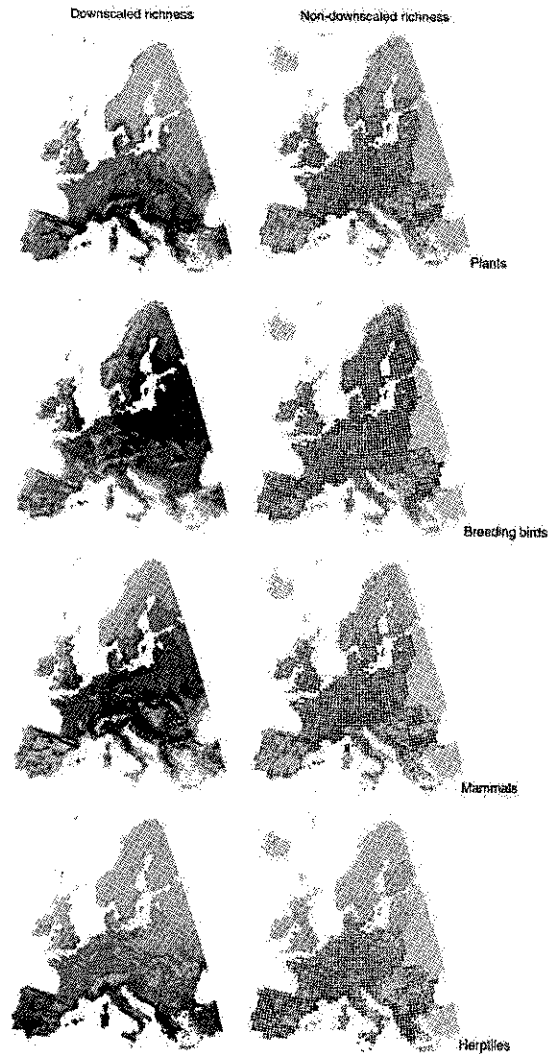 Downscaled richness
Non-downscaled richness
Plants
Breeding birds
Mammals
Herptiles